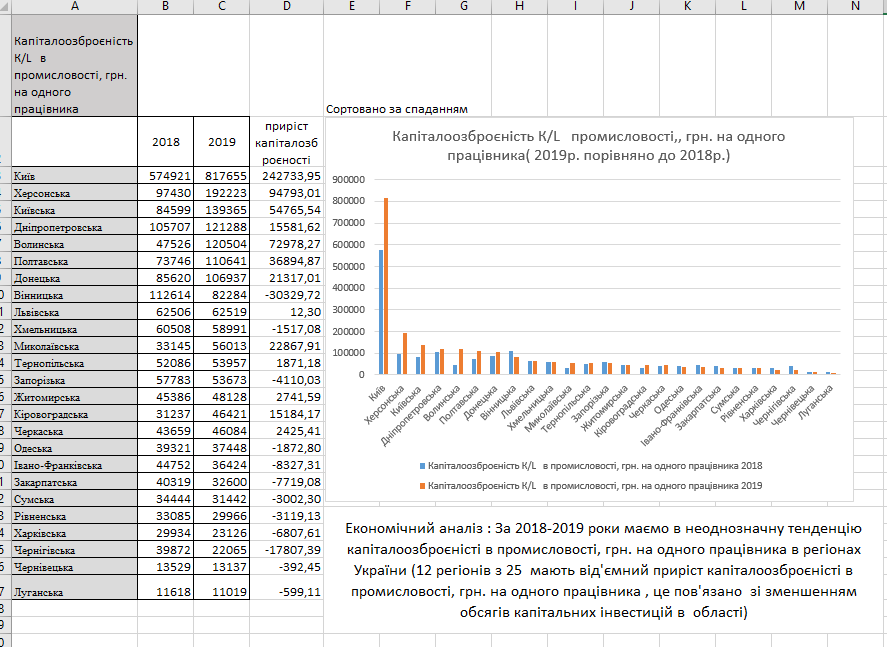 A B C D E F G H I J K L M N
Капіталоозброєність
K/L в
промисловості, грн.
на одного
працівника
Сортовано за спаданням
2018 2019 приріст
капіталозб
роєності
Київ 574921 817655 242733,95
Херсонська 97430 192223 94793,01
Київська 84599 139365 54765,54
Дніпропетровська 105707 121288 15581,62
Волинська 47526 120504 72978,27
Полтавська 73746 110641 36894,87
Донецька 85620 106937 21317,01
Вінницька 112614 82284 -30329,72
Львівська 62506 62519 12,30
Хмельницька 60508 58991 -1517,08
Миколаївська 33145 56013 22867,91
Тернопільська 52086 53957 1871,18
Запорізька 57783 53673 -4110,03
Житомирська 45386 48128 2741,59
Кіровоградська 31237 46421 15184,17
Черкаська 43659 46084 2425,41
Одеська 39321 37448 -1872,80
Івано-Франківська 44752 36424 -8327,31
Закарпатська 40319 32600 -7719,08
Сумська 34444 31442 -3002,30
Рівненська 33085 29966 -3119,13
Харківська 29934 23126 -6807,61
Чернігівська 39872 22065 -17807,39
Чернівецька 13529 13137 -392,45
Луганська 11618 11019 -599,11
Капіталоозброєність K/L промисловості,, грн. на одного
працівника( 2019р. порівняно до 2018р.)
900000
800000
700000
600000
500000
400000
300000
200000
100000
0
Київ
Херсонська
Київська
Дніпропетровська
Волинська
Полтавська
Донецька
Вінницька
Львівська
Хмельницька
Миколаївська
Тернопільська
Запорізька
Житомирська
Кіровоградська
Черкаська
Одеська
Івано-Франківська
Закарпатська
Сумська
Рівненська
Харківська
Чернігівська
Чернівецька
Луганська
Капіталоозброєність K/L в промисловості, грн. на одного працівника 2018
Капіталоозброєність K/L в промисловості, грн. на одного працівника 2019
Економічний аналіз : За 2018-2019 роки маємо в неоднозначну тенденцію
капіталоозброєністі в промисловості, грн. на одного працівника в регіонах
України (12 регіонів з 25 мають від'ємний приріст капіталоозброєністі в
промисловості, грн. на одного працівника , це пов'язано зі зменшенням
обсягів капітальних інвестицій в області)